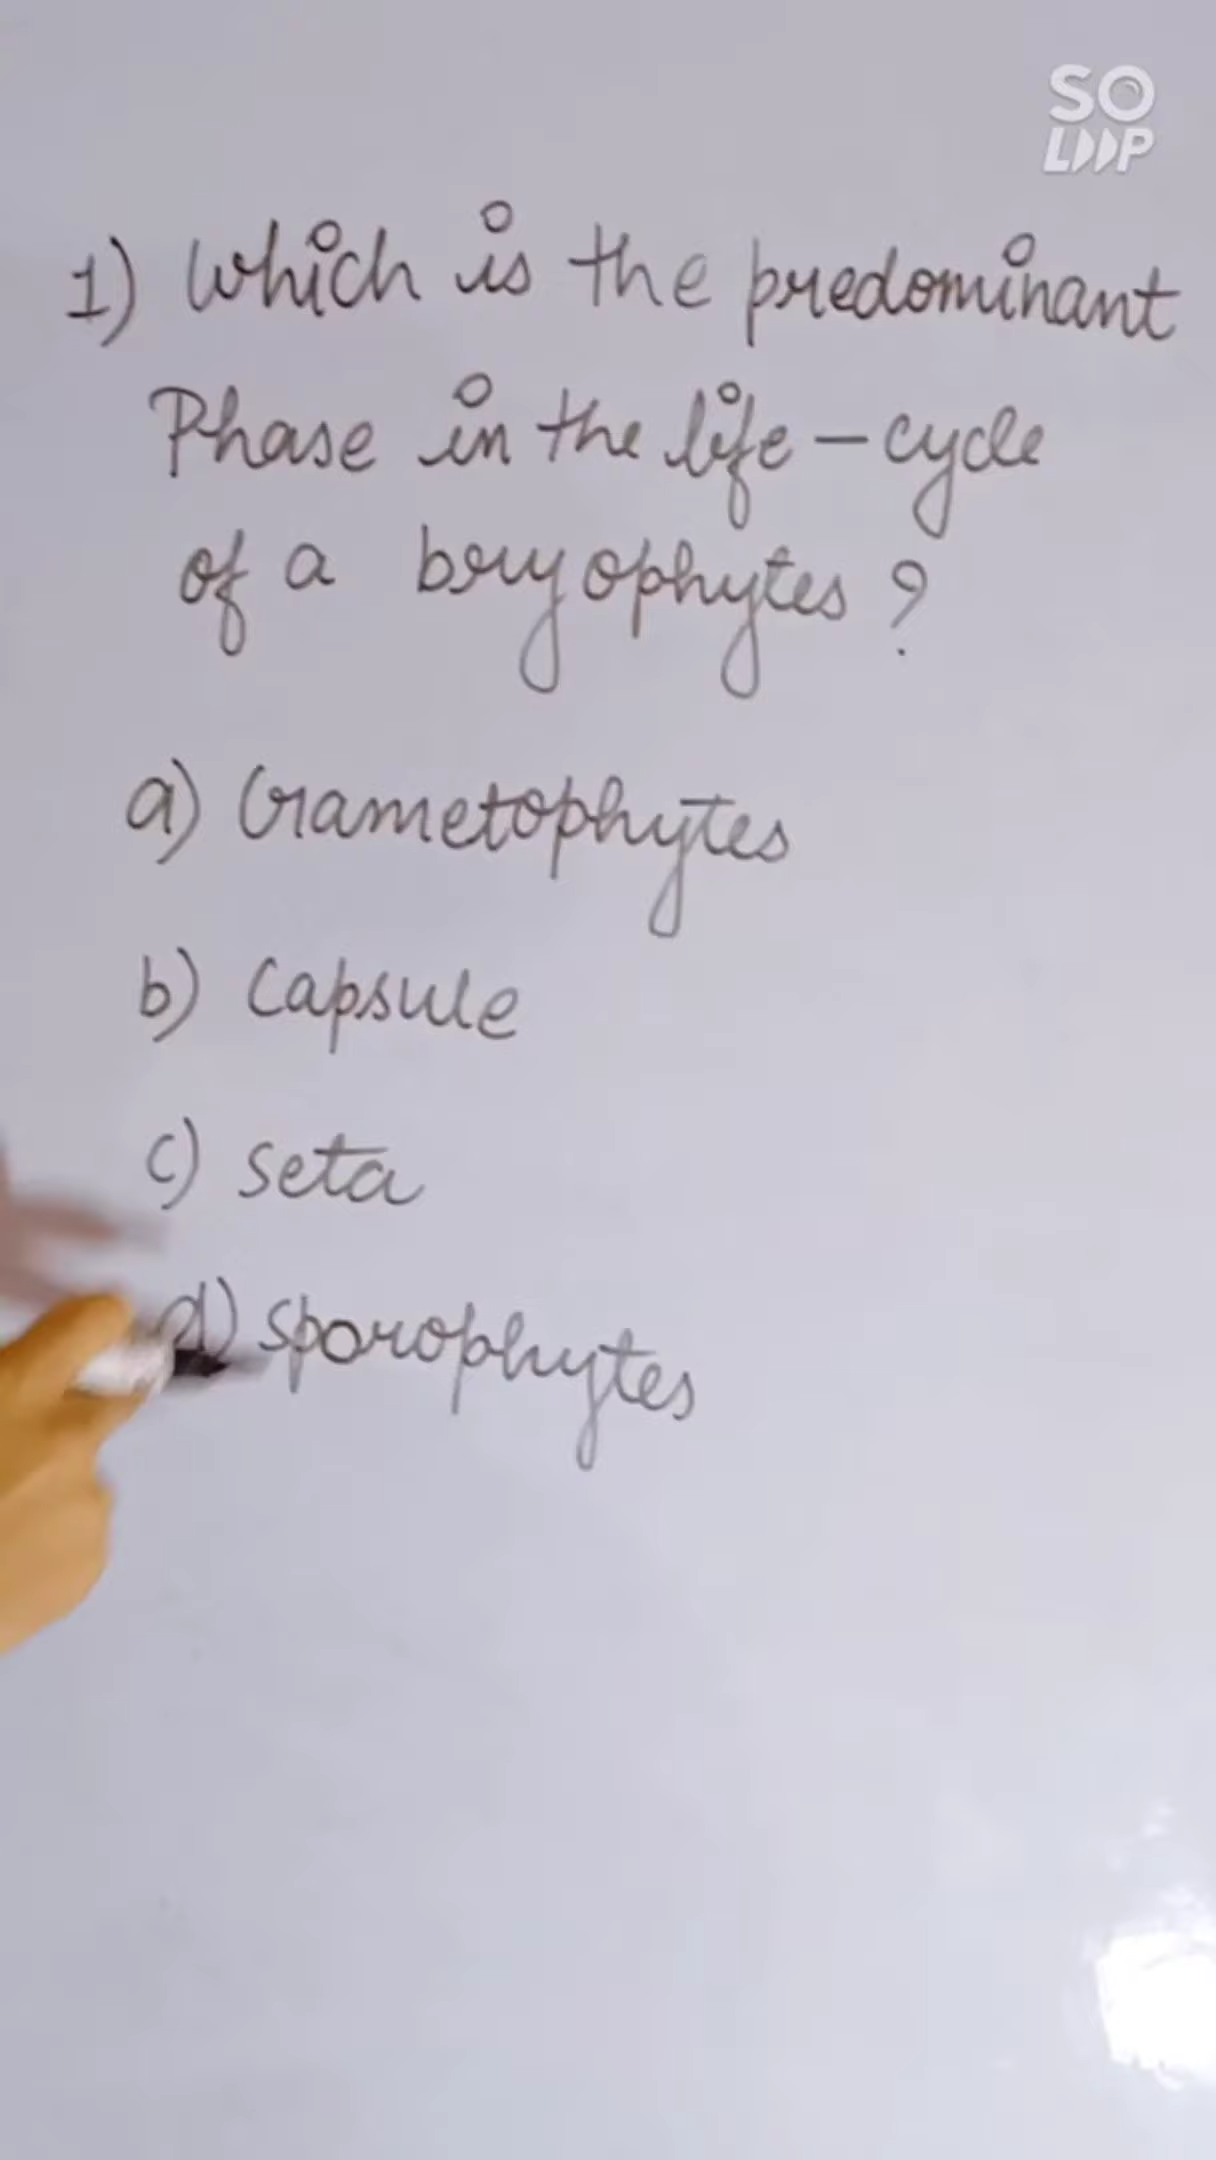 SO
LOOP
1) Which is the predominant
Phase in the life-cycle
of a bryophytes?
a) Gametophytes
b) Capsule
c) seta
d) sporophytes